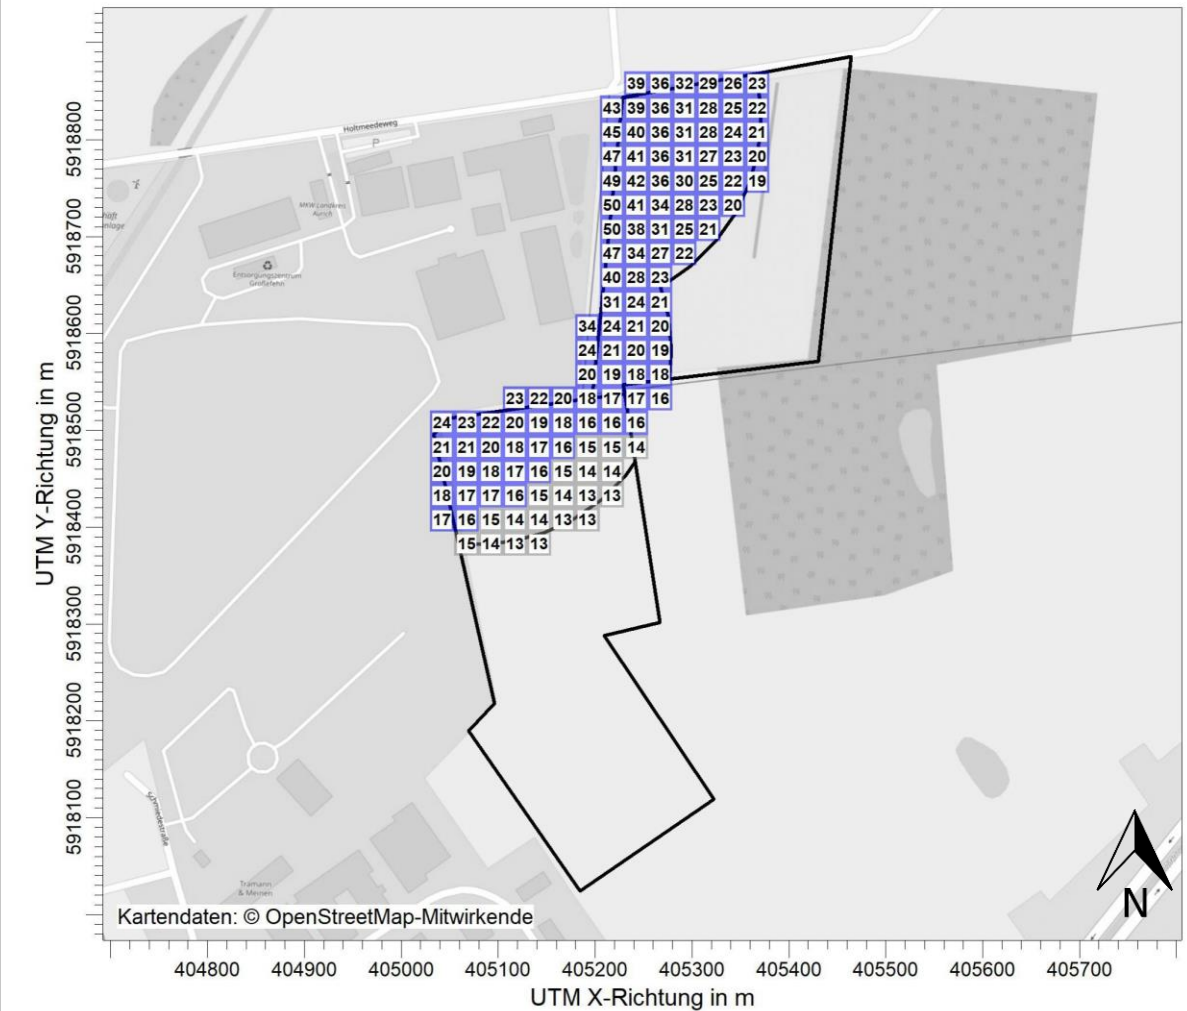 39 36 32 29 26 23
43 39 36 31 28 25 22
Holtmeedeweg
P
45 40 36 31 28 24 21
47 41 36 31 27 23 20
49 42 36 30 25 22 19
MKW Landkreis
Aurich
50 41 34 28 23 20
50 38 31 25 21
47 34 27 22
Entsorgungszentrum
Großefehn
40 28 23
31 24 21
34 24 21 20
24 21 20 19
20 19 18 18
23 22 20 18 17 17 16
24 23 22 20 19 18 16 16 16
21 21 20 18 17 16 15 15 14
20 19 18 17 16 15 14 14
18 17 17 16 15 14 13 13
17 16 15 14 14 13 13
15 14 13 13
Schmiedestraße
Tramann
& Meinen
Kartendaten: © OpenStreetMap-Mitwirkende
N
UTM Y-Richtung in m
5918800
5918700
5918600
5918500
5918400
5918300
5918200
5918100
404800 404900 405000 405100 405200 405300 405400 405500 405600 405700
UTM X-Richtung in m